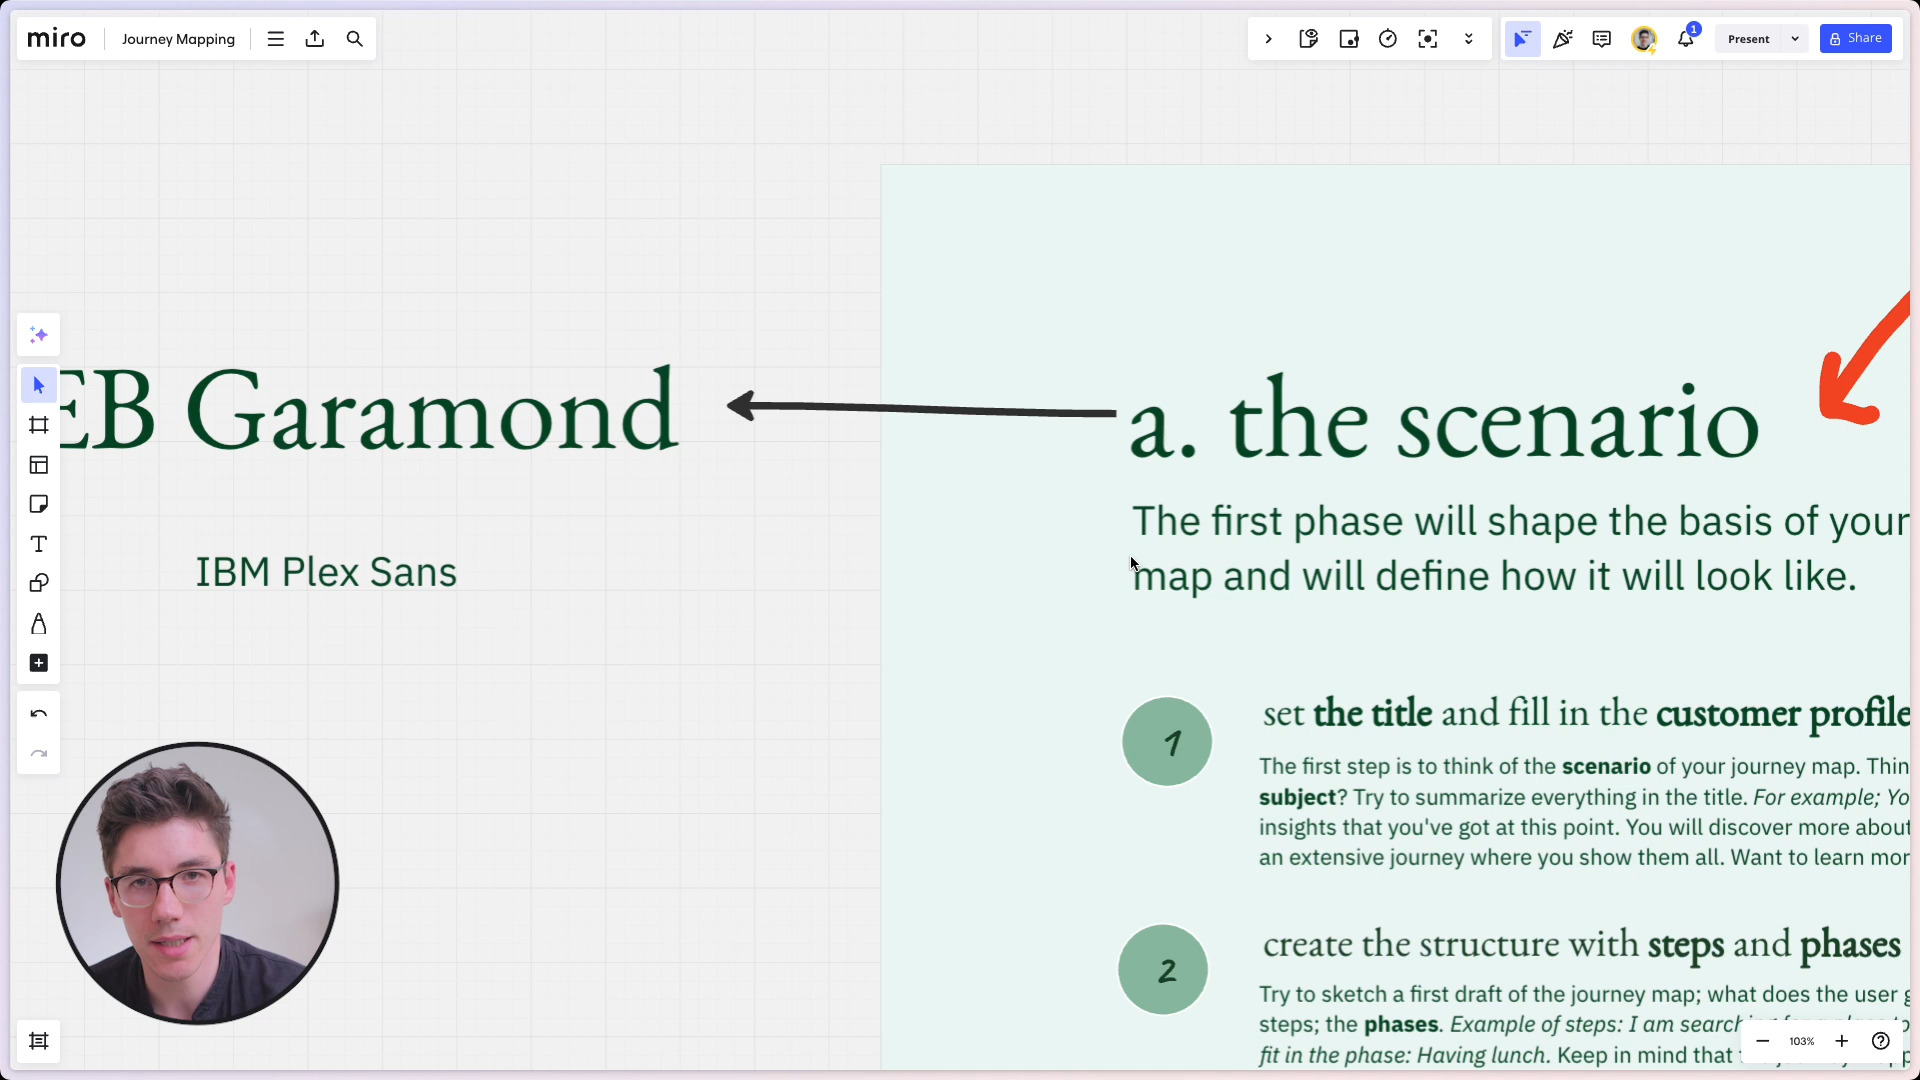 miro
Journey Mapping
1
Present
Share
EB Garamond
a. the scenario
The first phase will shape the basis of your
map and will define how it will look like.
IBM Plex Sans
1
set the title and fill in the customer profile
The first step is to think of the scenario of your journey map. Thin
subject? Try to summarize everything in the title. For example; Yo
insights that you've got at this point. You will discover more about
an extensive journey where you show them all. Want to learn mor
2
create the structure with steps and phases
Try to sketch a first draft of the journey map; what does the user g
steps; the phases. Example of steps: I am search
fit in the phase: Having lunch. Keep in mind that
103%